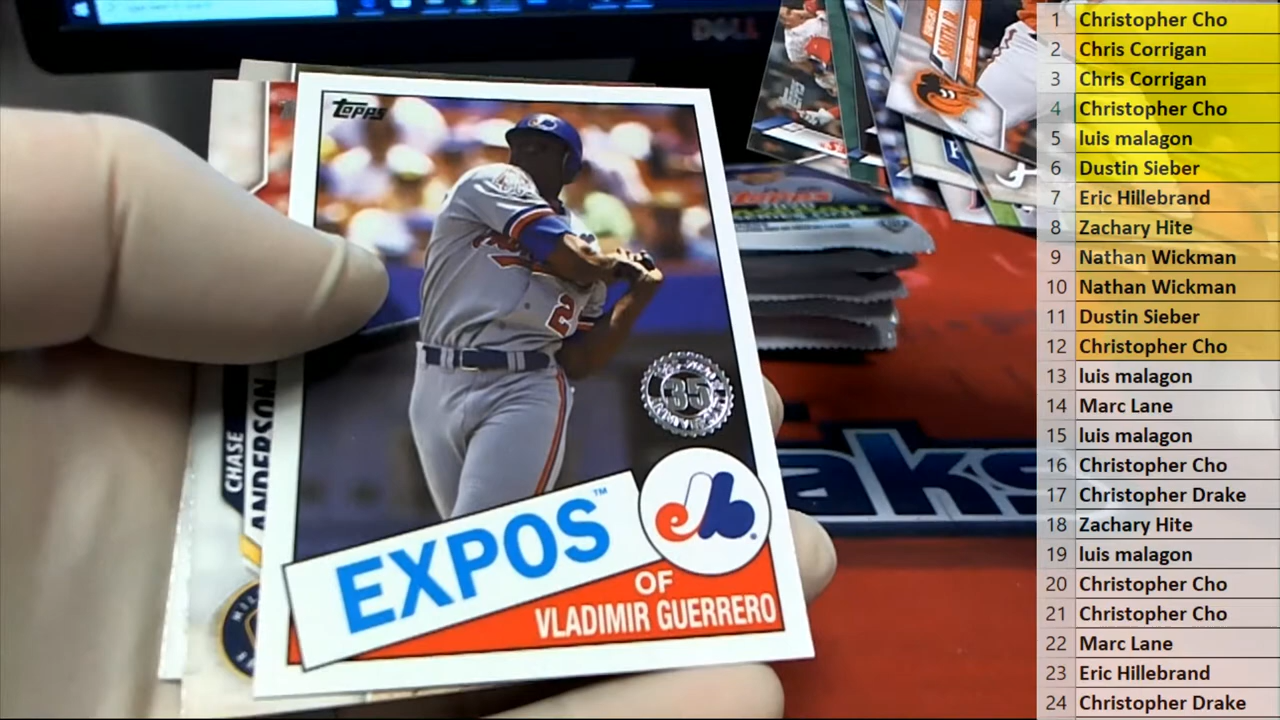 DELL
Topps
35
2
EXPOS™
OF
VLADIMIR GUERRERO
CHASE
ANDERSON
MIL
aks
1 Christopher Cho
2 Chris Corrigan
3 Chris Corrigan
4 Christopher Cho
5 luis malagon
6 Dustin Sieber
7 Eric Hillebrand
8 Zachary Hite
9 Nathan Wickman
10 Nathan Wickman
11 Dustin Sieber
12 Christopher Cho
13 luis malagon
14 Marc Lane
15 luis malagon
16 Christopher Cho
17 Christopher Drake
18 Zachary Hite
19 luis malagon
20 Christopher Cho
21 Christopher Cho
22 Marc Lane
23 Eric Hillebrand
24 Christopher Drake